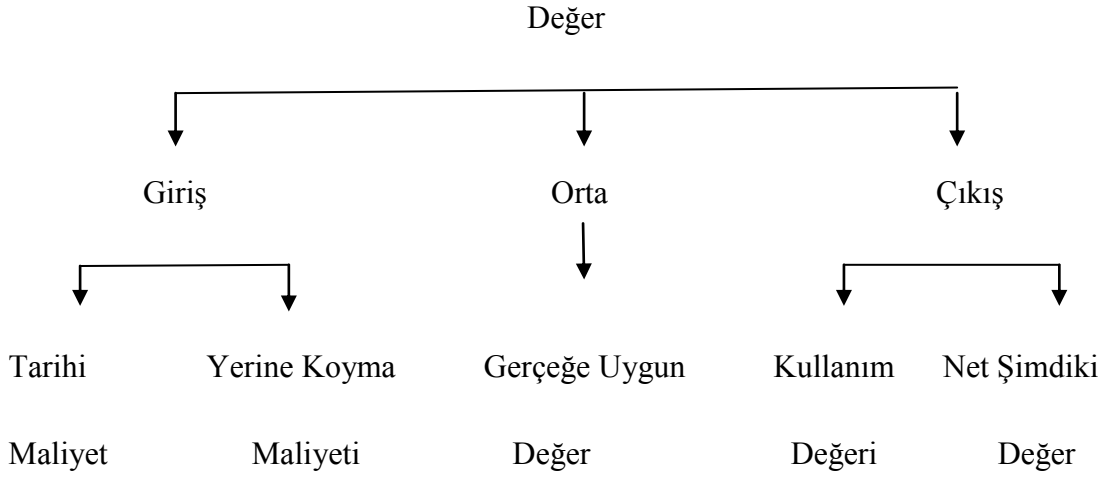 Değer
Giriş Orta Çıkış
Tarihi Yerine Koyma Gerçeğe Uygun Kullanım Net Şimdiki
Maliyet Maliyeti Değer Değeri Değer